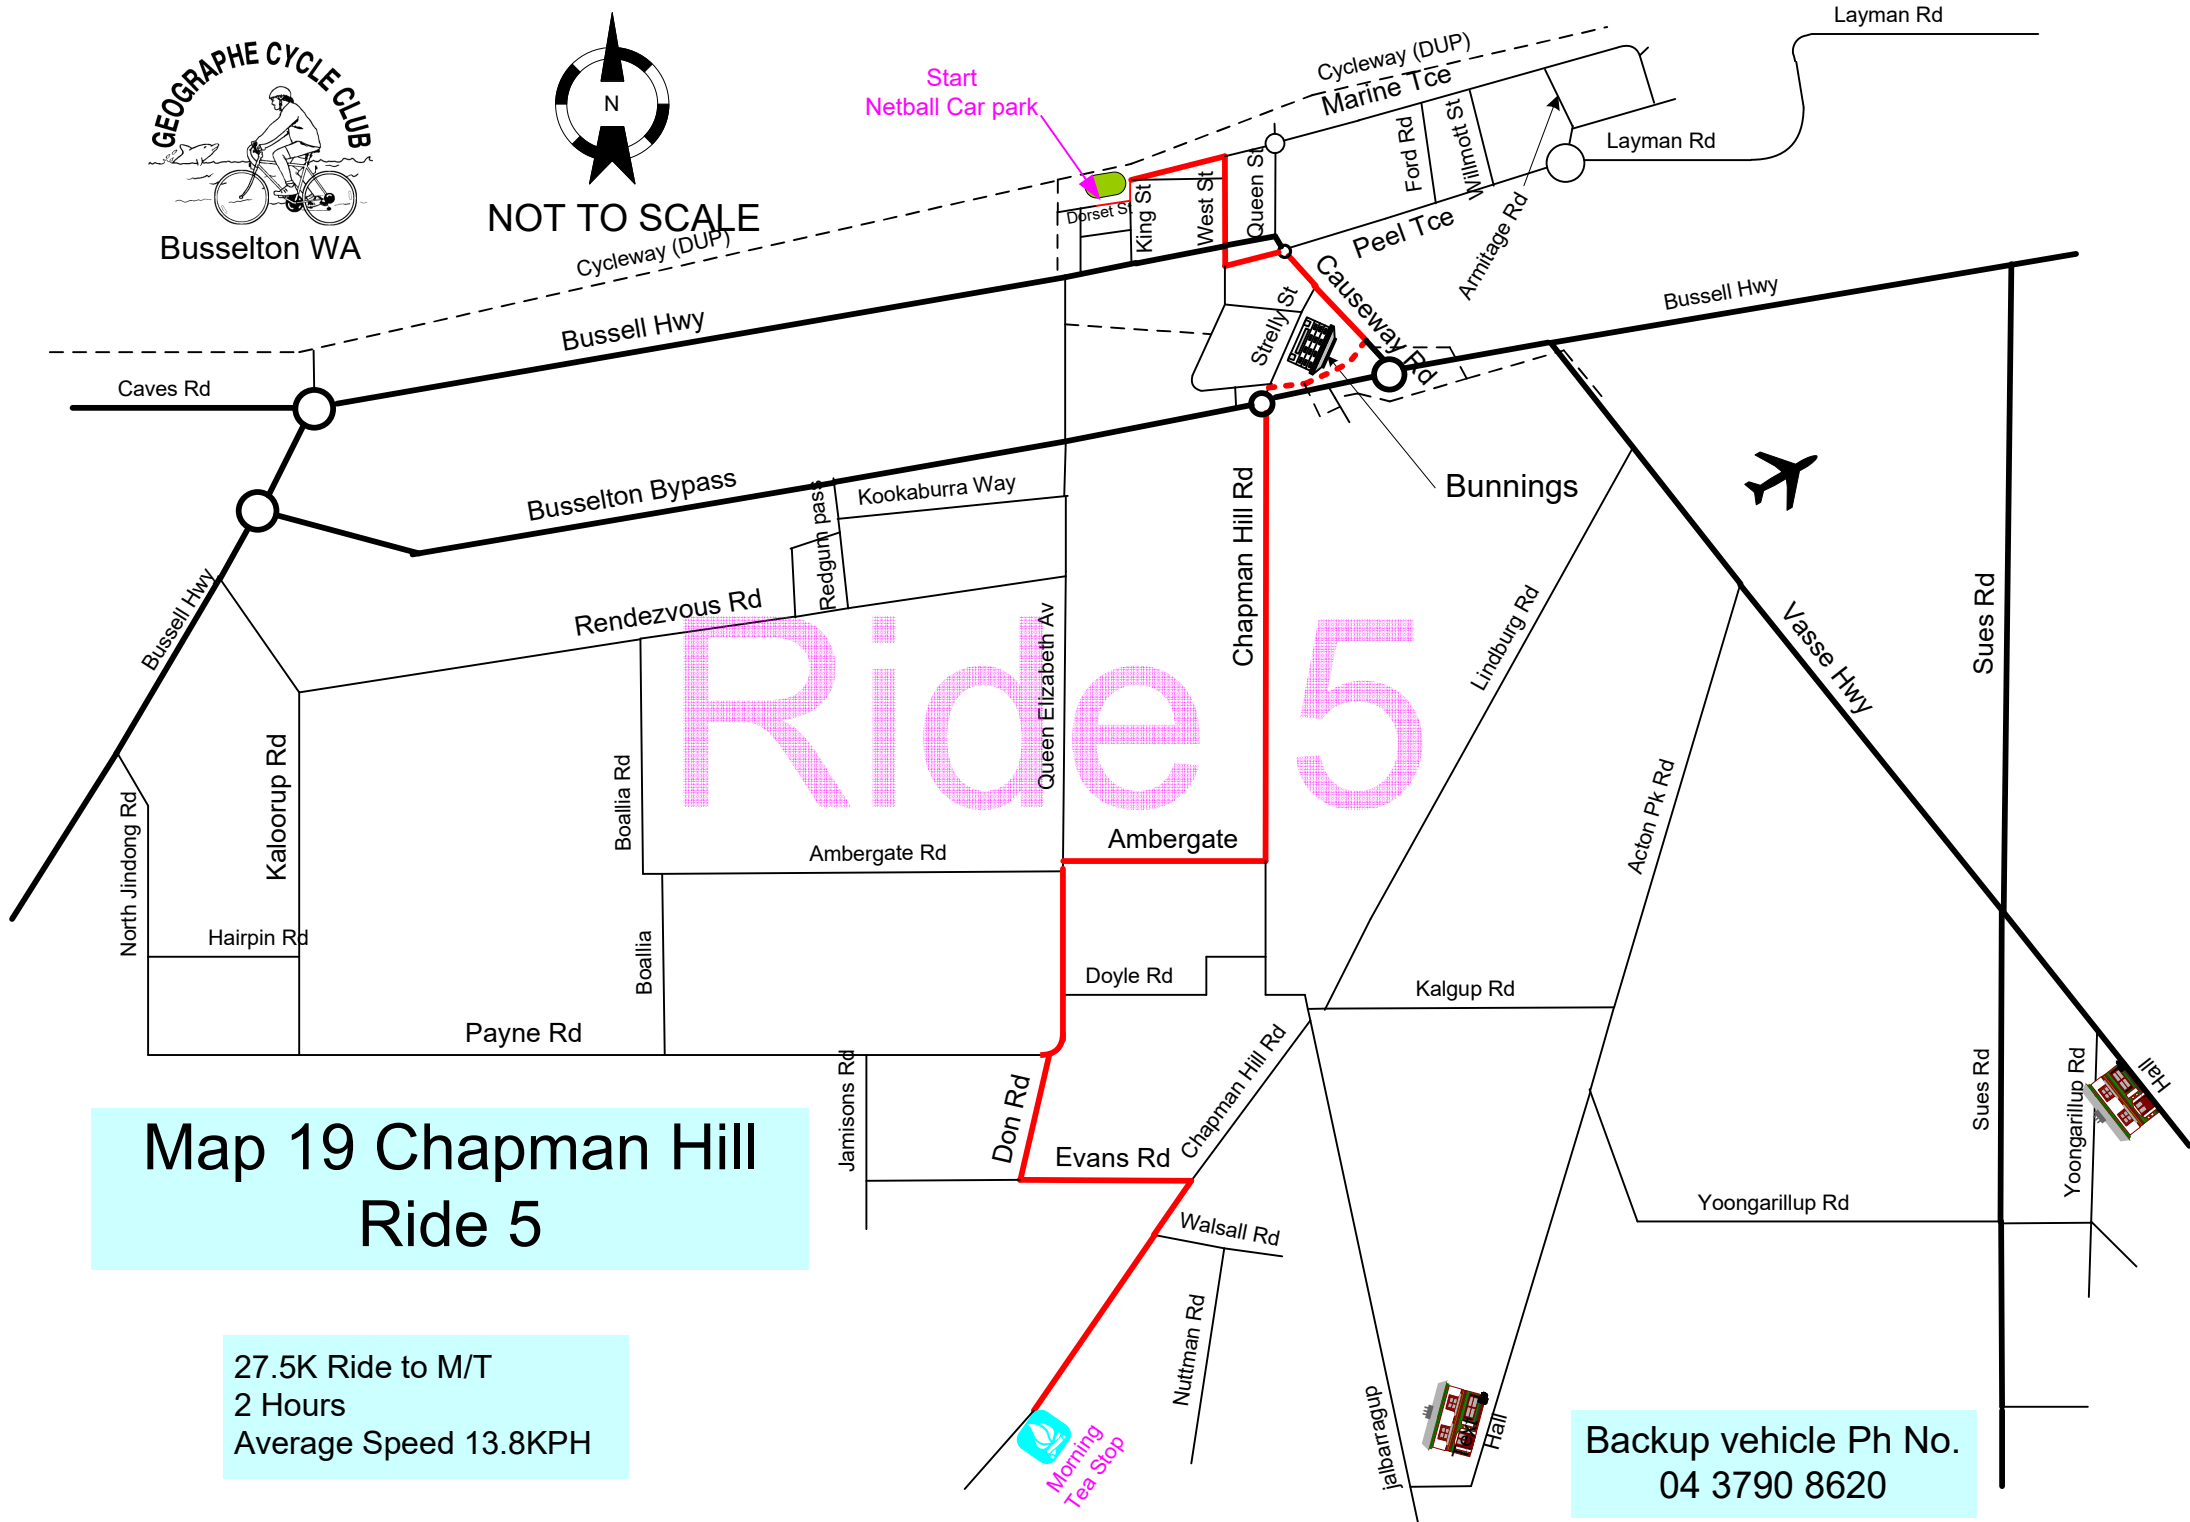 GEOGRAPHE CYCLE CLUB
Busselton WA
N
NOT TO SCALE
Start
Netball Car park
Cycleway (DUP)
Marine Tce
Layman Rd
Layman Rd
Ford Rd
Wilmott St
Armitage Rd
Peel Tce
Queen St
West St
King St
Dorset St
Cycleway (DUP)
Bussell Hwy
Caves Rd
Causeway Rd
Strelly St
Bussell Hwy
Bunnings
Busselton Bypass
Kookaburra Way
Redgum pass
Rendezvous Rd
Bussell Hwy
Chapman Hill Rd
Queen Elizabeth Av
Ride 5
Lindburg Rd
Vasse Hwy
Sues Rd
Acton Pk Rd
Kaloorup Rd
North Jindong Rd
Boallia Rd
Ambergate Rd
Ambergate
Hairpin Rd
Boallia
Doyle Rd
Kalgup Rd
Payne Rd
Jamisons Rd
Don Rd
Evans Rd
Chapman Hill Rd
Sues Rd
Yoongarillup Rd
Hall
Yoongarillup Rd
Walsall Rd
Nuttman Rd
jalbarragup
Text
Hall
Morning
Tea Stop
Map 19 Chapman Hill
Ride 5
27.5K Ride to M/T
2 Hours
Average Speed 13.8KPH
Backup vehicle Ph No.
04 3790 8620